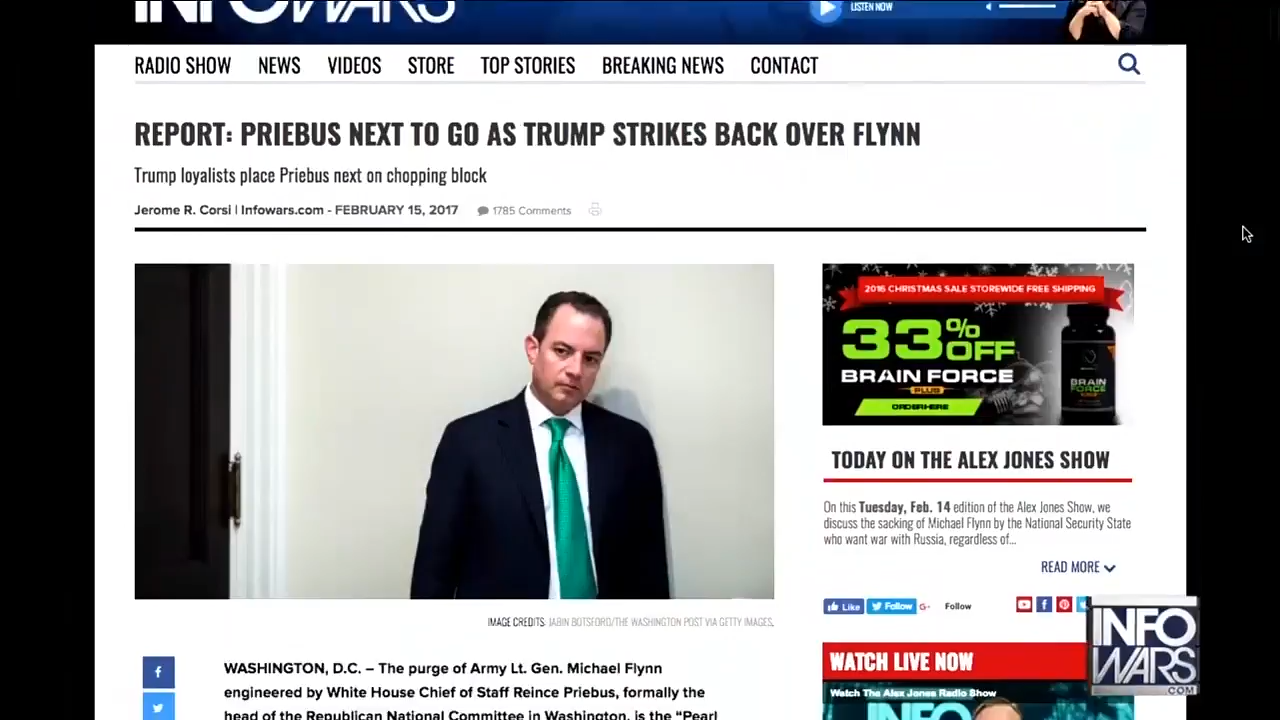 INFOWARS
LISTEN NOW
RADIO SHOW NEWS VIDEOS STORE TOP STORIES BREAKING NEWS CONTACT
REPORT: PRIEBUS NEXT TO GO AS TRUMP STRIKES BACK OVER FLYNN
Trump loyalists place Priebus next on chopping block
Jerome R. Corsi | Infowars.com - FEBRUARY 15, 2017 1785 Comments
2016 CHRISTMAS SALE STOREWIDE FREE SHIPPING
33% OFF
BRAIN FORCE
PLUS
ORDER HERE
BRAIN
FORCE
TODAY ON THE ALEX JONES SHOW
On this Tuesday, Feb. 14 edition of the Alex Jones Show, we
discuss the sacking of Michael Flynn by the National Security State
who want war with Russia, regardless of...
READ MORE
Like Follow G+ Follow
IMAGE CREDITS: JABIN BOTSFORD/THE WASHINGTON POST VIA GETTY IMAGES.
WATCH LIVE NOW
Watch The Alex Jones Radio Show
INFO
WASHINGTON, D.C. – The purge of Army Lt. Gen. Michael Flynn
engineered by White House Chief of Staff Reince Priebus, formally the
head of the Republican National Committee in Washington, is the “Pearl
INFO
WARS
.COM